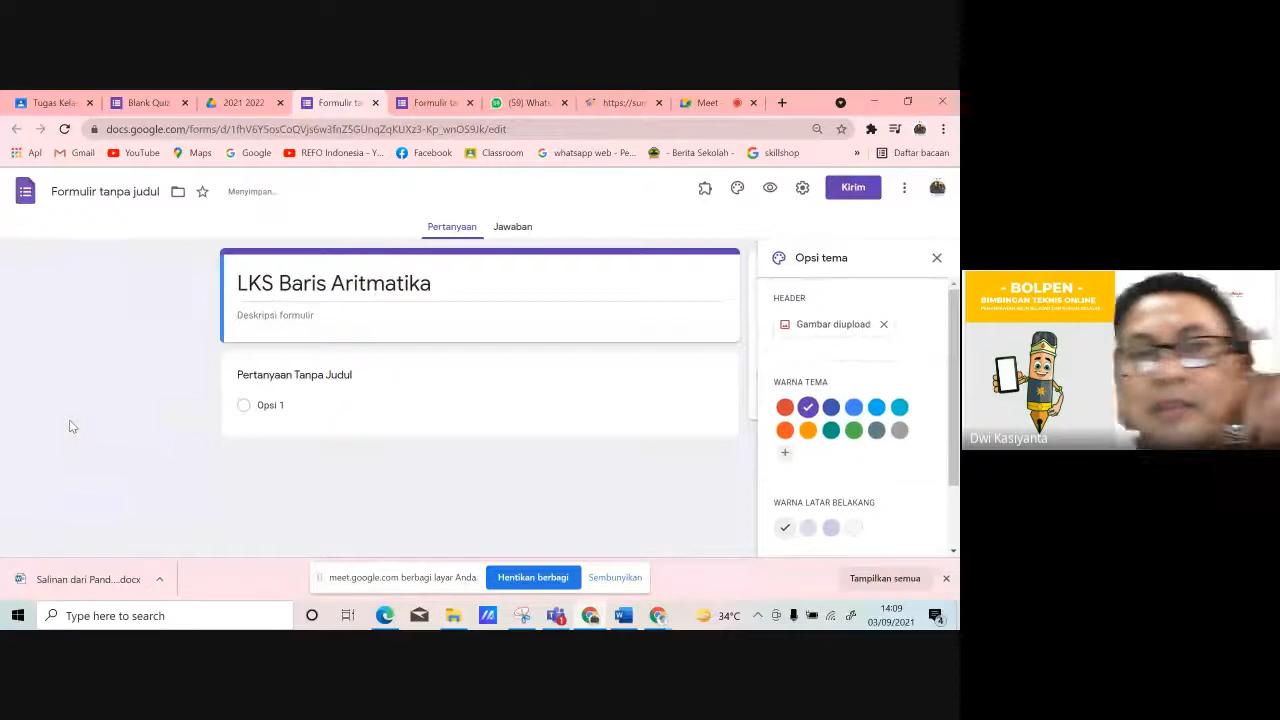 Tugas Kela
Blank Quiz
2021 2022
Formulir ta
Formulir ta
(59) Whats
https://sur
Meet -
docs.google.com/forms/d/1fhV6Y5osCoQVjs6w3fnZ5GUnqZqKUXz3-Kp_wnOS9Jk/edit
Apl
Gmail
YouTube
Maps
Google
REFO Indonesia - Y...
Facebook
Classroom
whatsapp web - Pe...
- Berita Sekolah -
skillshop
»
Daftar bacaan
Formulir tanpa judul
Menyimpan...
Kirim
Pertanyaan
Jawaban
LKS Baris Aritmatika
Deskripsi formulir
Pertanyaan Tanpa Judul
Opsi 1
Opsi tema
HEADER
Gambar diupload
WARNA TEMA
WARNA LATAR BELAKANG
- BOLPEN -
BIMBINGAN TEKNIS ONLINE
Dwi Kasiyanta
Salinan dari Pand....docx
meet.google.com berbagi layar Anda.
Hentikan berbagi
Sembunyikan
Tampilkan semua
Type here to search
34°C
14:09
03/09/2021